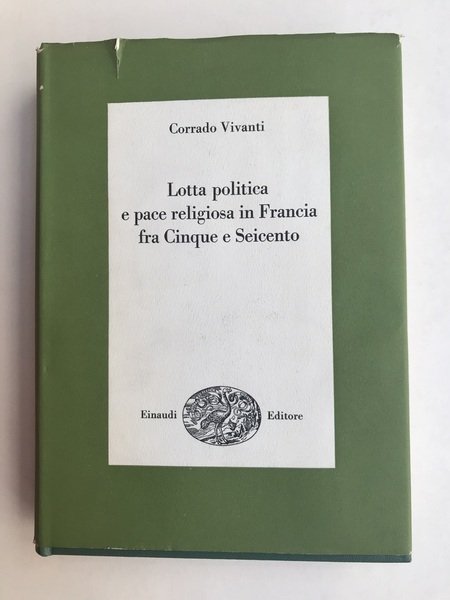 Corrado Vivanti
Lotta politica
e pace religiosa in Francia
fra Cinque e Seicento
Einaudi Editore